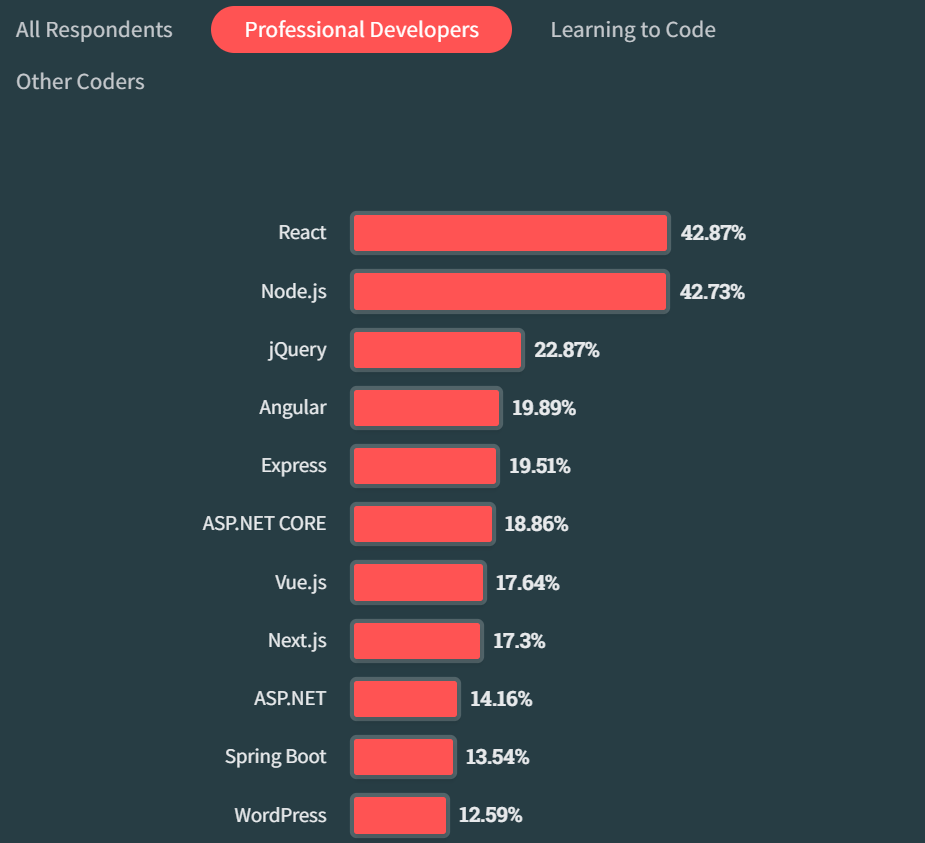 All Respondents Professional Developers Learning to Code
Other Coders
React 42.87%
Node.js 42.73%
jQuery 22.87%
Angular 19.89%
Express 19.51%
ASP.NET CORE 18.86%
Vue.js 17.64%
Next.js 17.3%
ASP.NET 14.16%
Spring Boot 13.54%
WordPress 12.59%